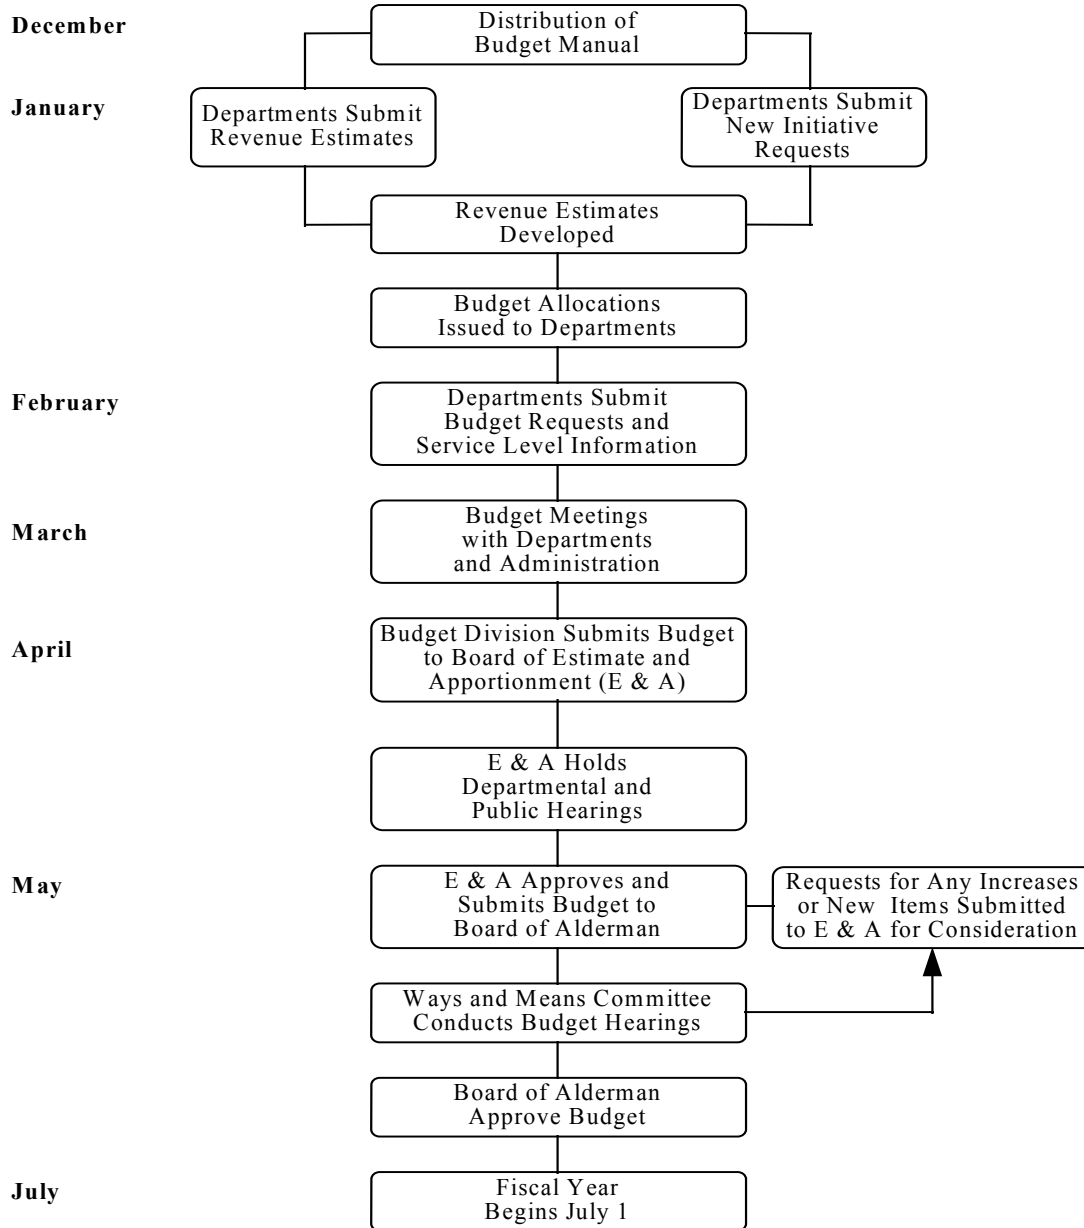 December
Distribution of
Budget Manual
January
Departments Submit
Revenue Estimates
Departments Submit
New Initiative
Requests
Revenue Estimates
Developed
Budget Allocations
Issued to Departments
February
Departments Submit
Budget Requests and
Service Level Information
March
Budget Meetings
with Departments
and Administration
April
Budget Division Submits Budget
to Board of Estimate and
Apportionment (E & A)
E & A Holds
Departmental and
Public Hearings
May
E & A Approves and
Submits Budget to
Board of Alderman
Requests for Any Increases
or New Items Submitted
to E & A for Consideration
Ways and Means Committee
Conducts Budget Hearings
Board of Alderman
Approve Budget
July
Fiscal Year
Begins July 1